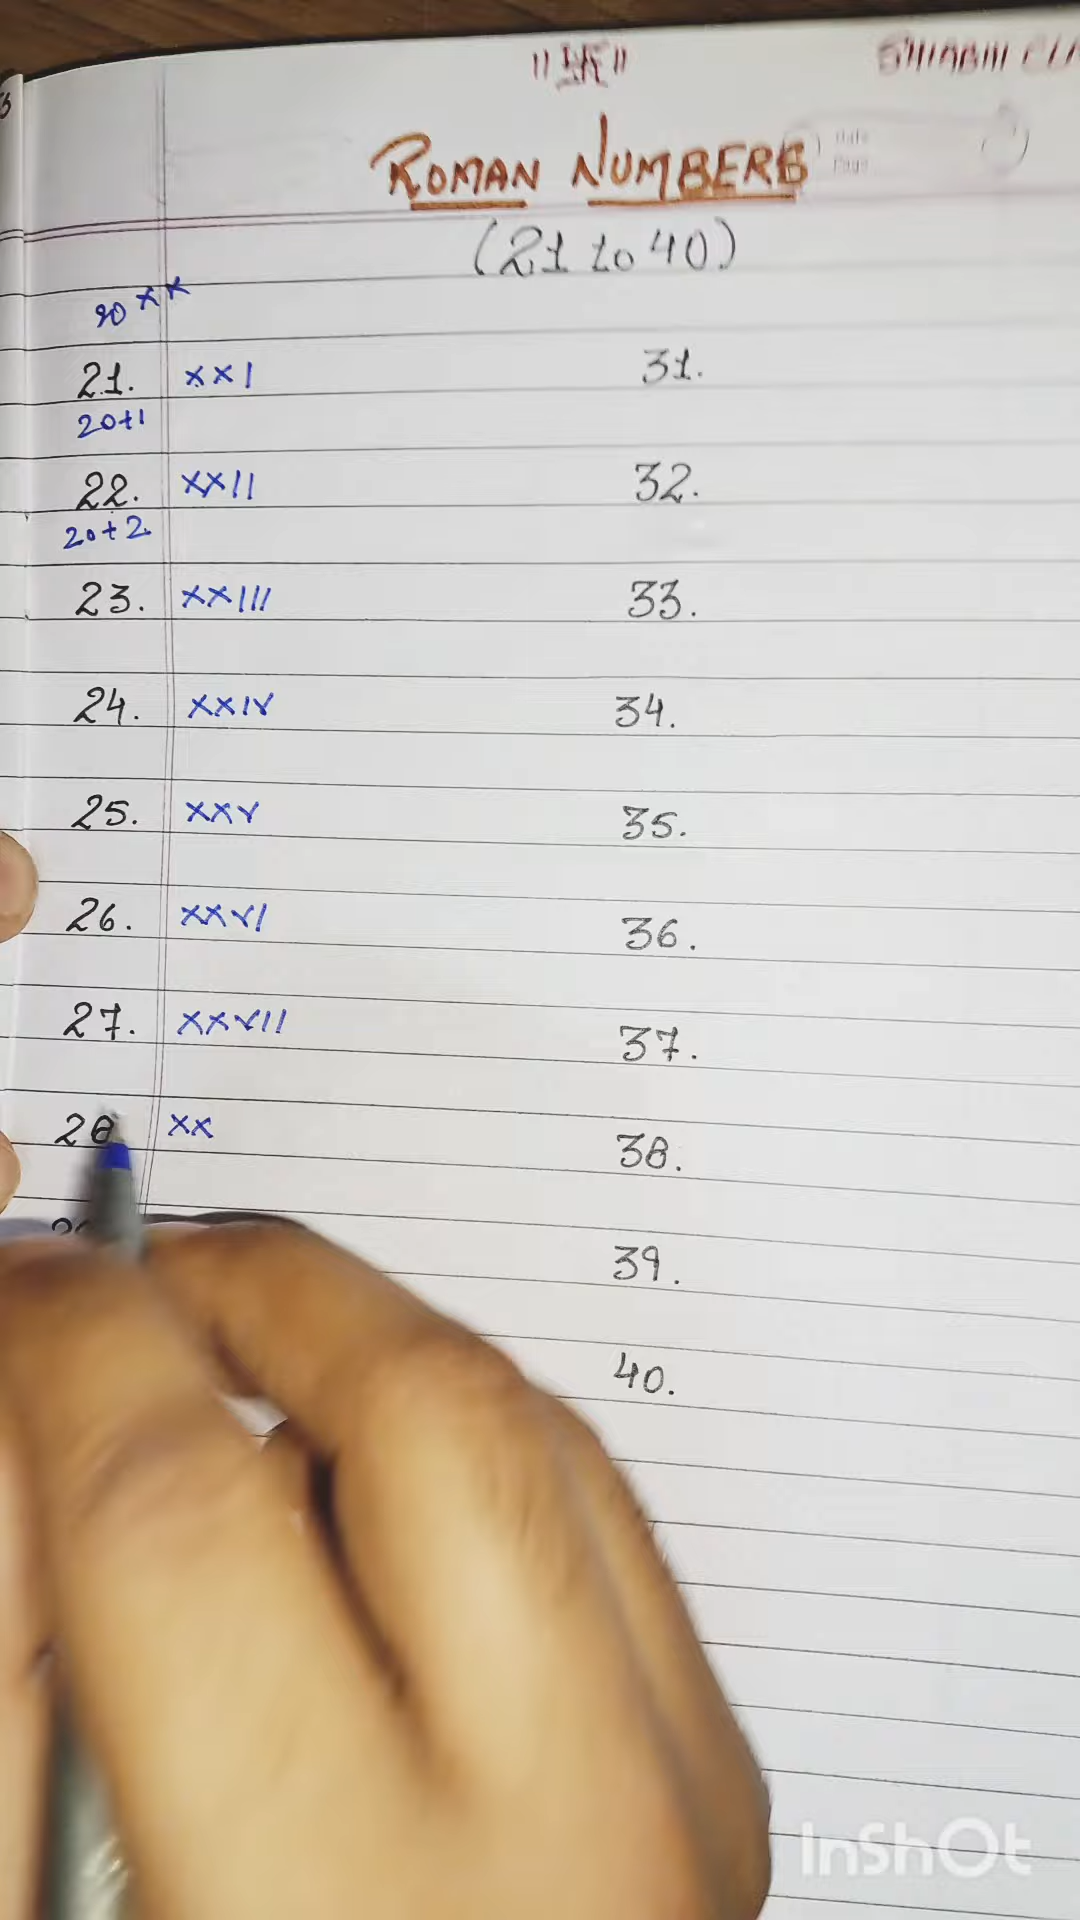 ROMAN NUMBERS
(21 to 40)
20 XX
21. XXI 31.
20+1
22. XXII 32.
20+2
23. XXIII 33.
24. XXIV 34.
25. XXV 35.
26. XXVI 36.
27. XXVII 37.
28 XX 38.
39.
40.
InShOt